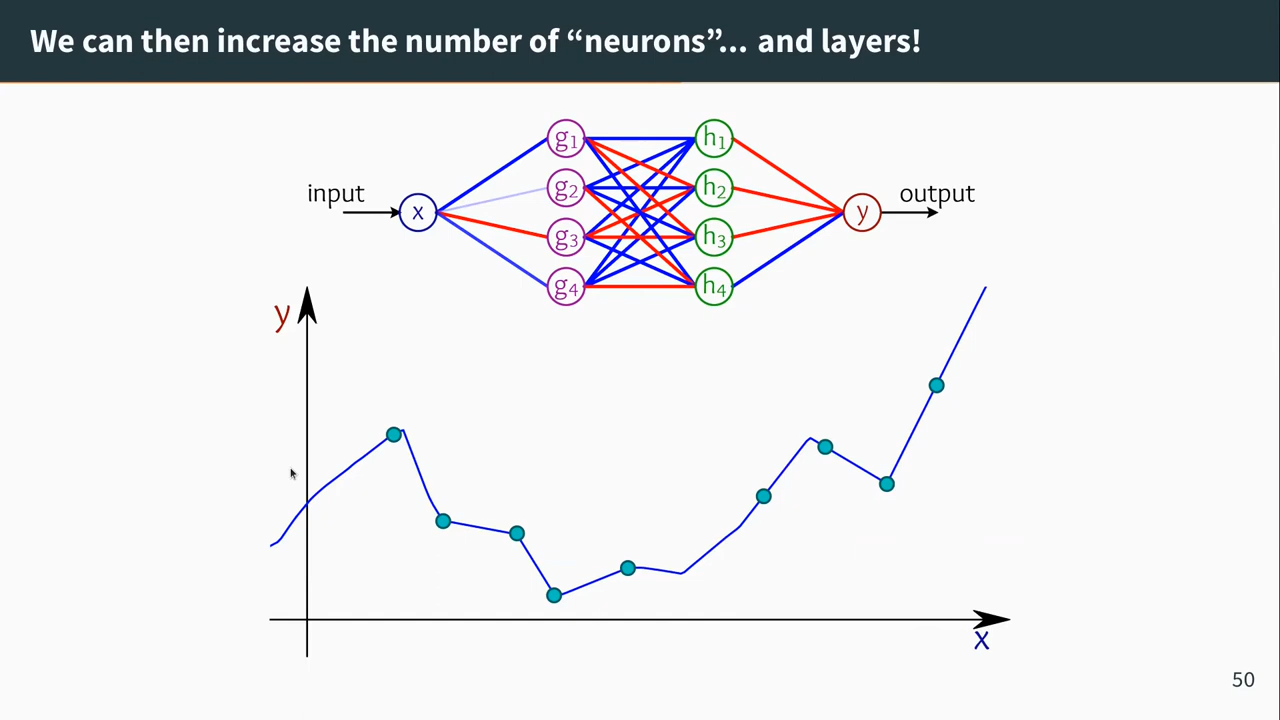 We can then increase the number of “neurons”... and layers!
input
x
g1
g2
g3
g4
h1
h2
h3
h4
y
output
y
x
50